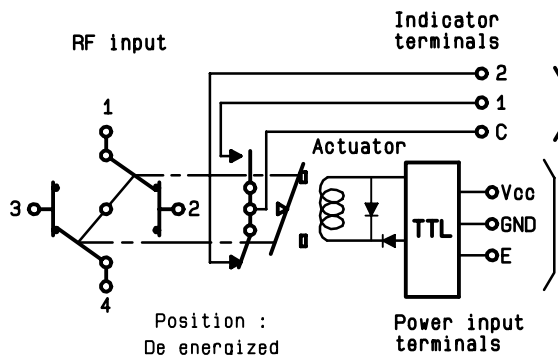 RF input
Indicator
terminals
2
1
C
1
Actuator
3
2
TTL
Vcc
GND
E
4
Position :
De energized
Power input
terminals